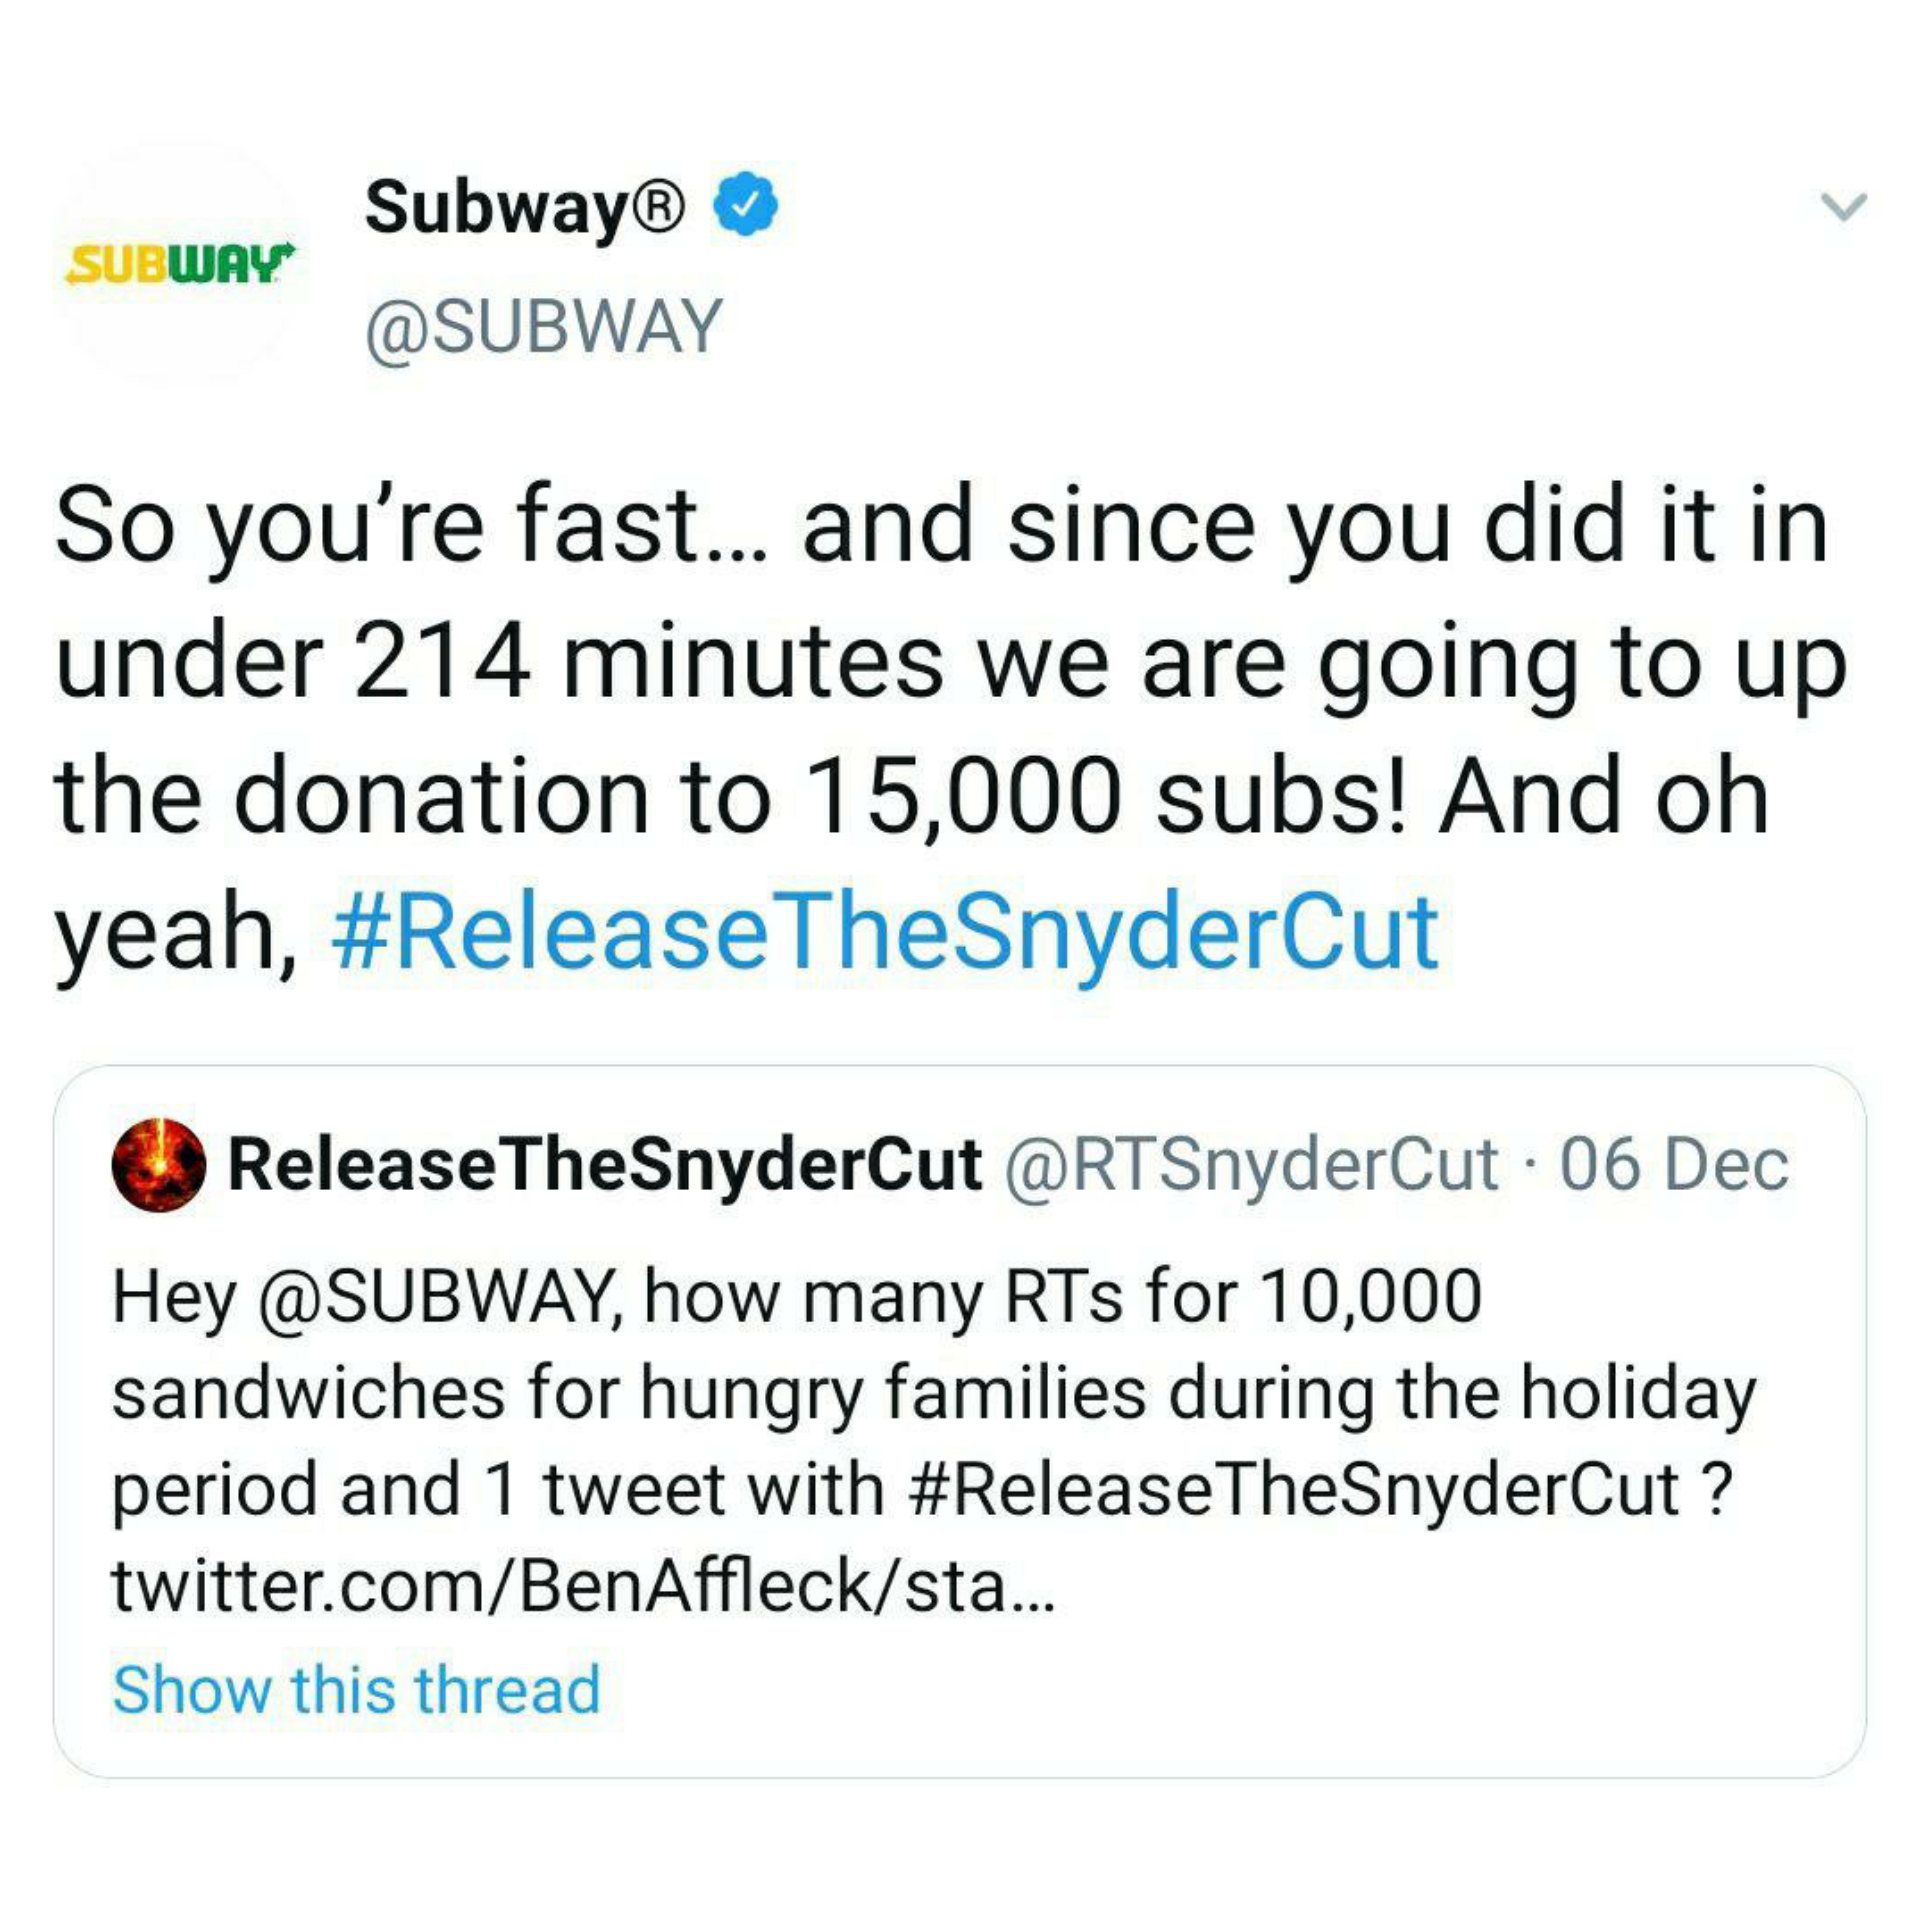 SUBWAY
Subway®
@SUBWAY
So you’re fast... and since you did it in
under 214 minutes we are going to up
the donation to 15,000 subs! And oh
yeah, #ReleaseTheSnyderCut
ReleaseTheSnyderCut @RTSnyderCut · 06 Dec
Hey @SUBWAY, how many RTs for 10,000
sandwiches for hungry families during the holiday
period and 1 tweet with #ReleaseTheSnyderCut ?
twitter.com/BenAffleck/sta...
Show this thread